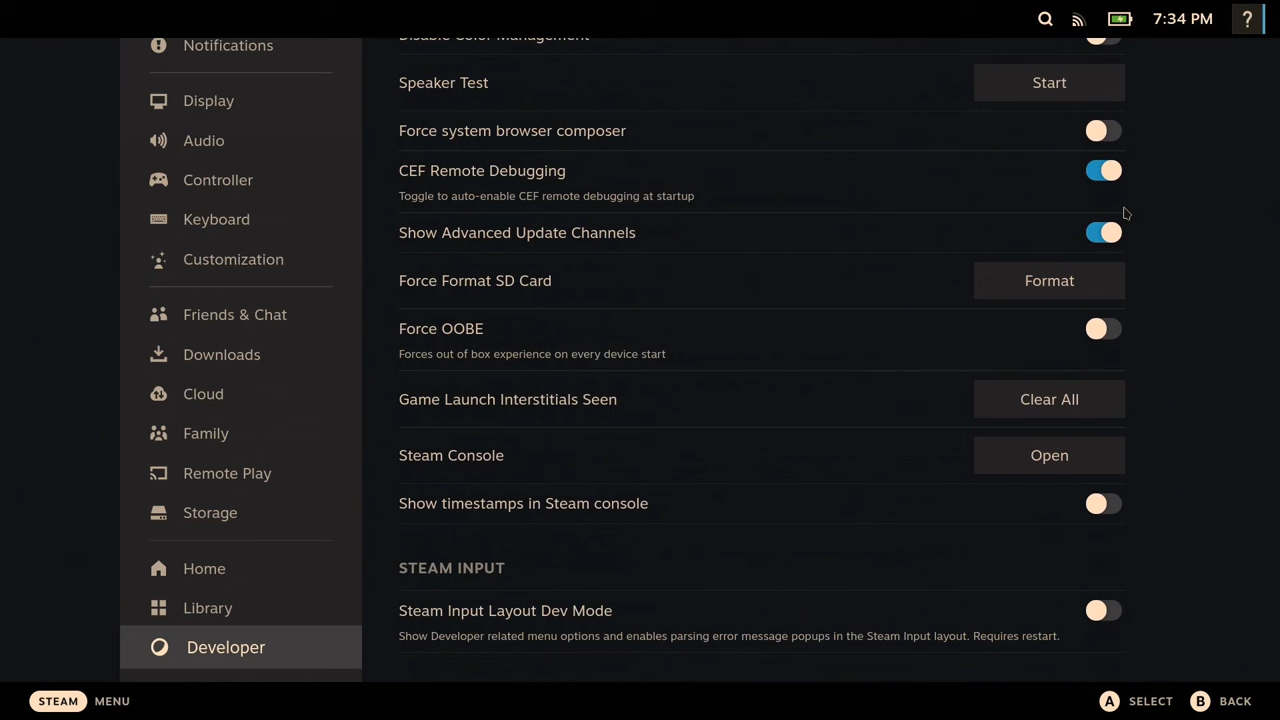 7:34 PM
?
Notifications
Display
Audio
Controller
Keyboard
Customization
Friends & Chat
Downloads
Cloud
Family
Remote Play
Storage
Home
Library
Developer
Disable Color Management
Speaker Test
Start
Force system browser composer
CEF Remote Debugging
Toggle to auto-enable CEF remote debugging at startup
Show Advanced Update Channels
Force Format SD Card
Format
Force OOBE
Forces out of box experience on every device start
Game Launch Interstitials Seen
Clear All
Steam Console
Open
Show timestamps in Steam console
STEAM INPUT
Steam Input Layout Dev Mode
Show Developer related menu options and enables parsing error message popups in the Steam Input layout. Requires restart.
STEAM MENU
A SELECT B BACK